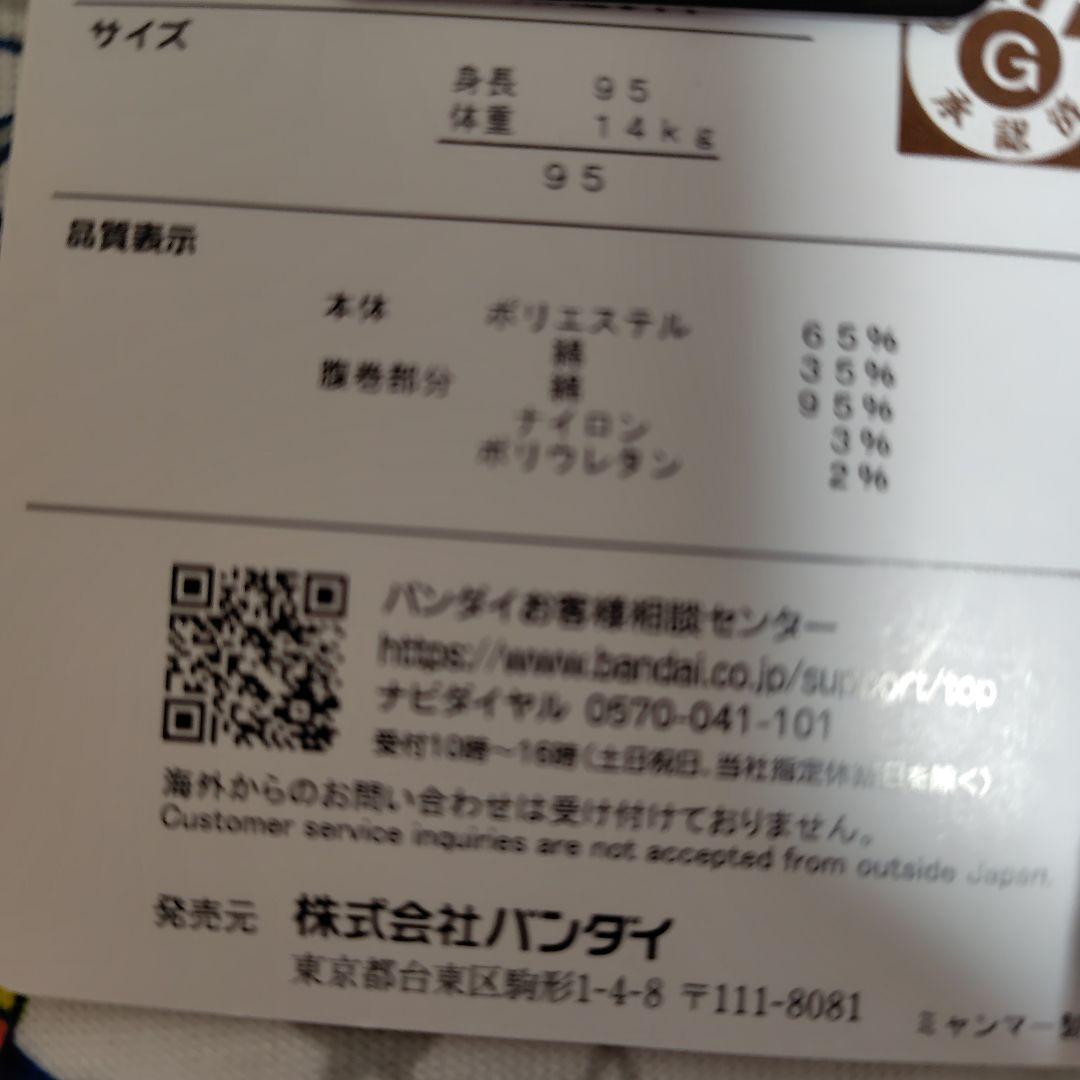 サイズ
身長 95
体重 14kg
95
G
承認
品質表示
本体 ポリエステル 65%
綿 35%
腹巻部分 綿 95%
ナイロン 3%
ポリウレタン 2%
バンダイお客様相談センター
https://www.bandai.co.jp/support/top
ナビダイヤル 0570-041-101
受付10時～16時(土日祝日、当社指定休業日を除く)
海外からのお問い合わせは受け付けておりません。
Customer service inquiries are not accepted from outside Japan.
発売元 株式会社バンダイ
東京都台東区駒形1-4-8 〒111-8081
ミャンマー製